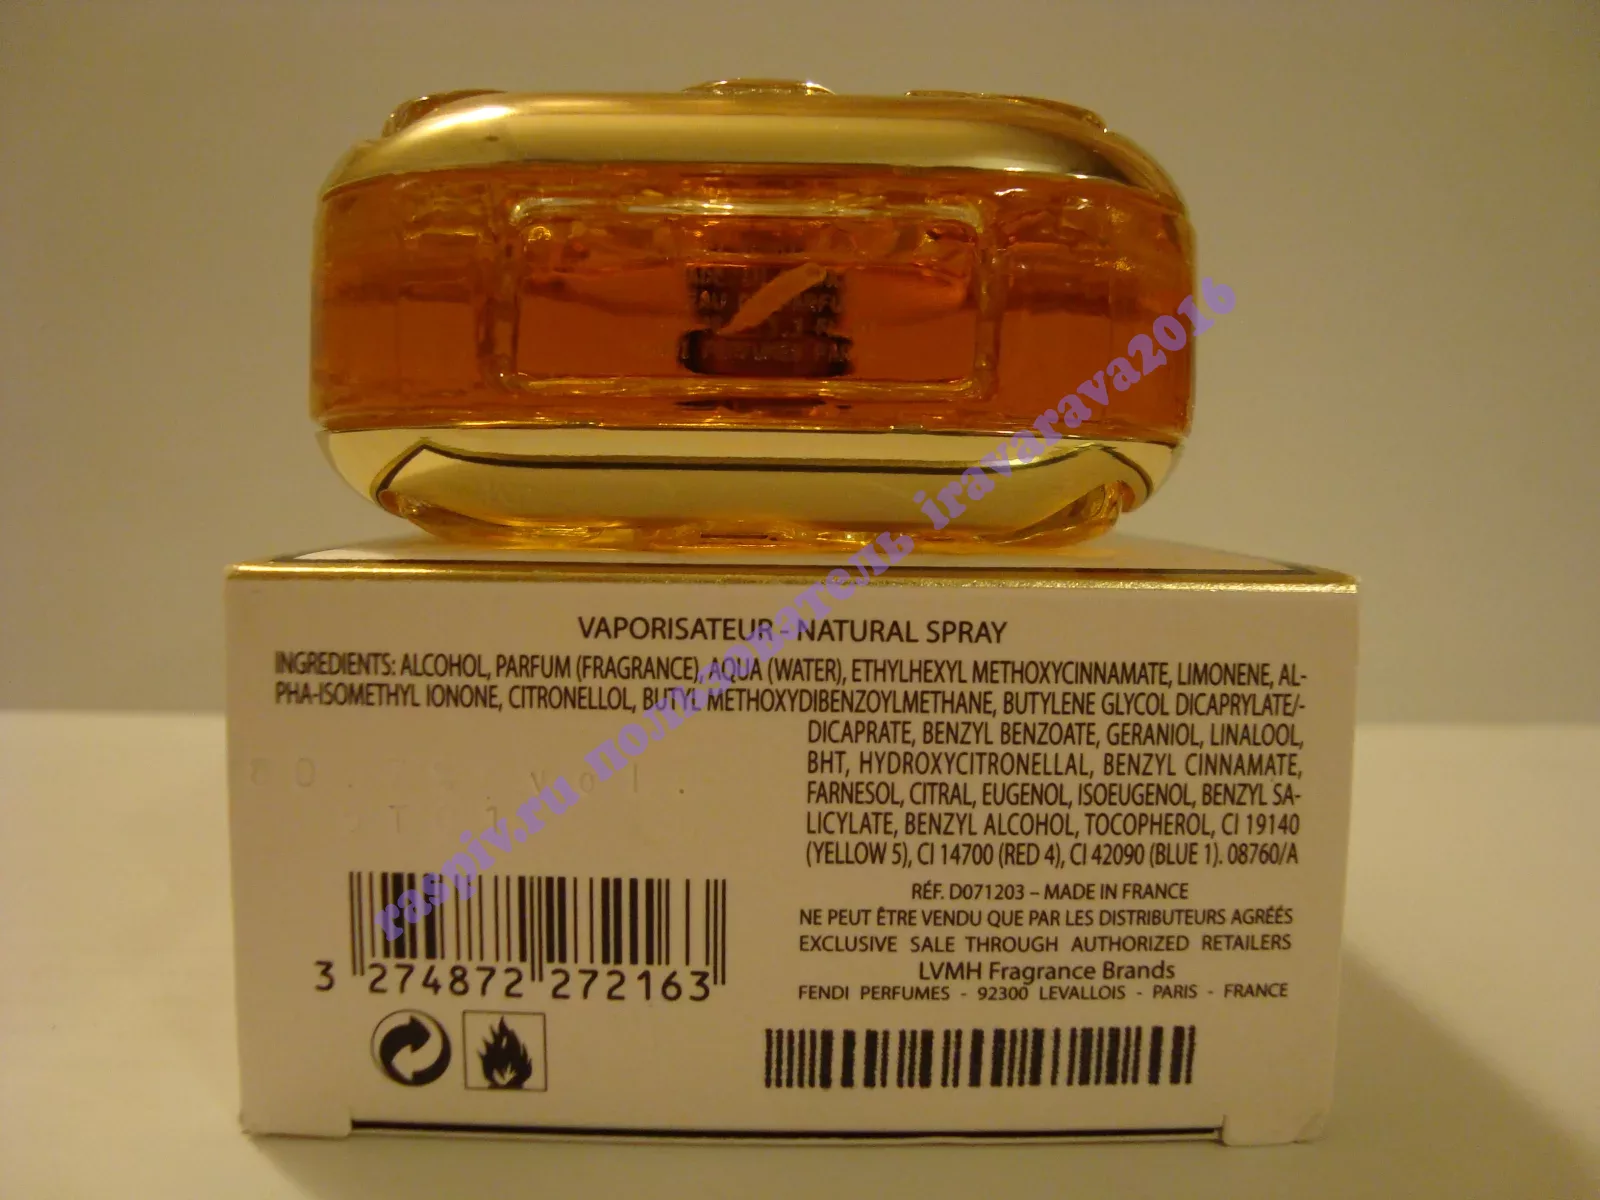 EAU
VAPORISATEUR - NATURAL SPRAY
INGREDIENTS: ALCOHOL, PARFUM (FRAGRANCE), AQUA (WATER), ETHYLHEXYL METHOXYCINNAMATE, LIMONENE, AL-
PHA-ISOMETHYL IONONE, CITRONELLOL, BUTYL METHOXYDIBENZOYLMETHANE, BUTYLENE GLYCOL DICAPRYLATE/-
DICAPRATE, BENZYL BENZOATE, GERANIOL, LINALOOL,
BHT, HYDROXYCITRONELLAL, BENZYL CINNAMATE,
FARNESOL, CITRAL, EUGENOL, ISOEUGENOL, BENZYL SA-
LICYLATE, BENZYL ALCOHOL, TOCOPHEROL, CI 19140
(YELLOW 5), CI 14700 (RED 4), CI 42090 (BLUE 1). 08760/A
RÉF. D071203 – MADE IN FRANCE
NE PEUT ÊTRE VENDU QUE PAR LES DISTRIBUTEURS AGRÉÉS
EXCLUSIVE SALE THROUGH AUTHORIZED RETAILERS
LVMH Fragrance Brands
FENDI PERFUMES - 92300 LEVALLOIS - PARIS - FRANCE
3 274872 272163
raspiv.ru пользователь iravarava2016